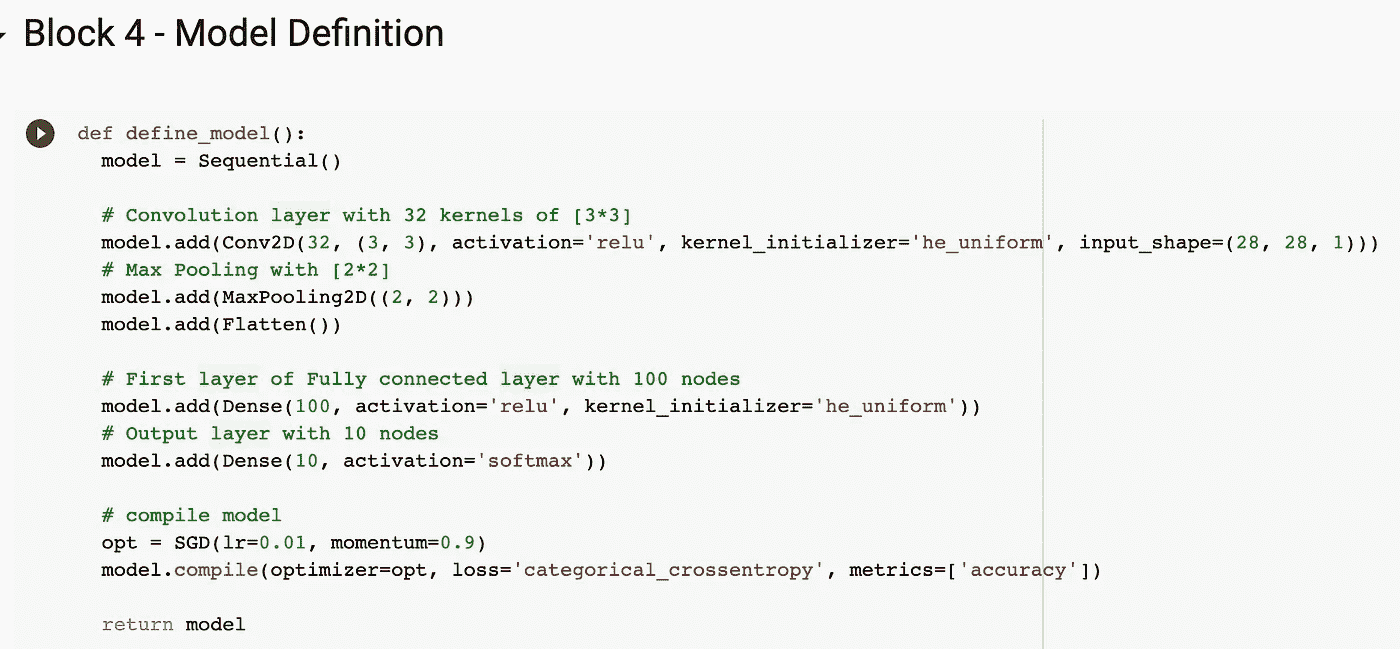 Block 4 - Model Definition
def define_model():
model = Sequential()
# Convolution layer with 32 kernels of [3*3]
model.add(Conv2D(32, (3, 3), activation='relu', kernel_initializer='he_uniform', input_shape=(28, 28, 1)))
# Max Pooling with [2*2]
model.add(MaxPooling2D((2, 2)))
model.add(Flatten())
# First layer of Fully connected layer with 100 nodes
model.add(Dense(100, activation='relu', kernel_initializer='he_uniform'))
# Output layer with 10 nodes
model.add(Dense(10, activation='softmax'))
# compile model
opt = SGD(lr=0.01, momentum=0.9)
model.compile(optimizer=opt, loss='categorical_crossentropy', metrics=['accuracy'])
return model